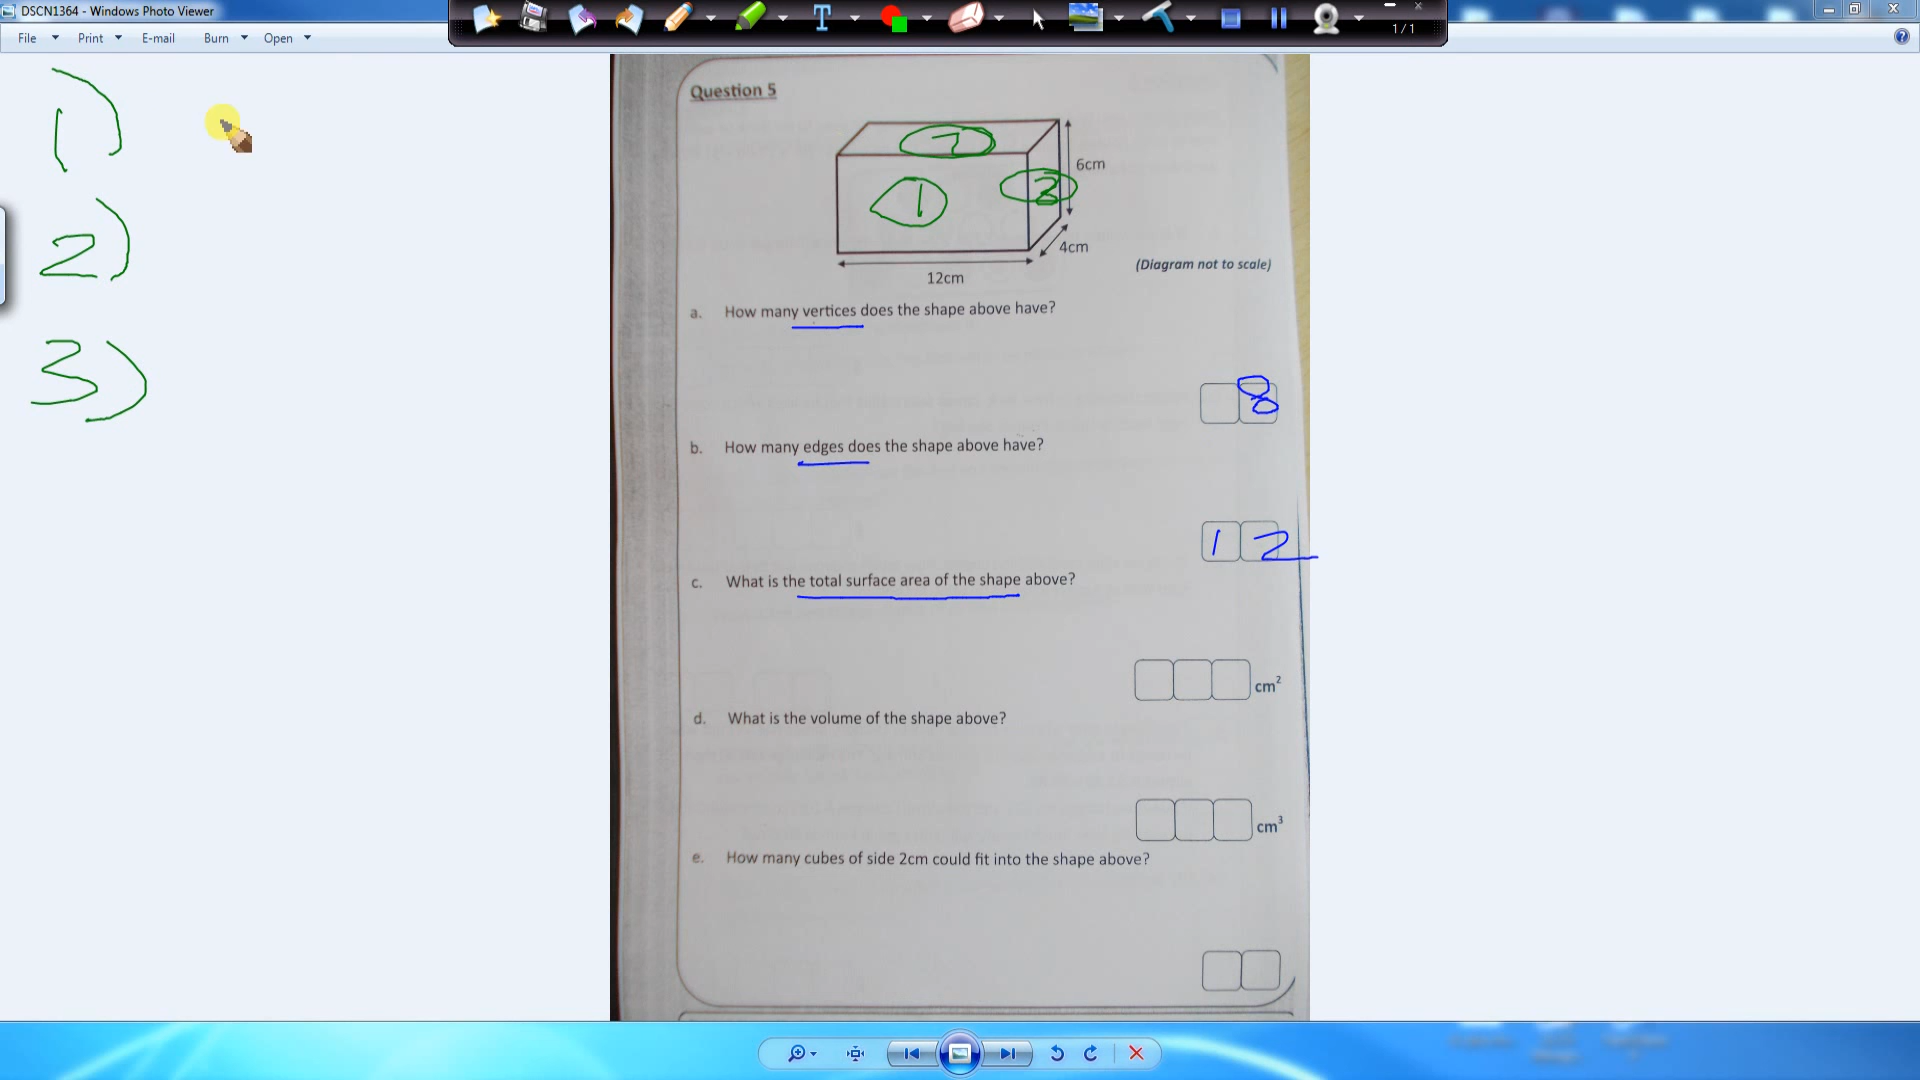 DSCN1364 - Windows Photo Viewer
File Print E-mail Burn Open
1/1
1)
2)
3)
Question 5
1
2
6cm
4cm
12cm
(Diagram not to scale)
a. How many vertices does the shape above have?
8
b. How many edges does the shape above have?
12
c. What is the total surface area of the shape above?
cm²
d. What is the volume of the shape above?
cm³
e. How many cubes of side 2cm could fit into the shape above?